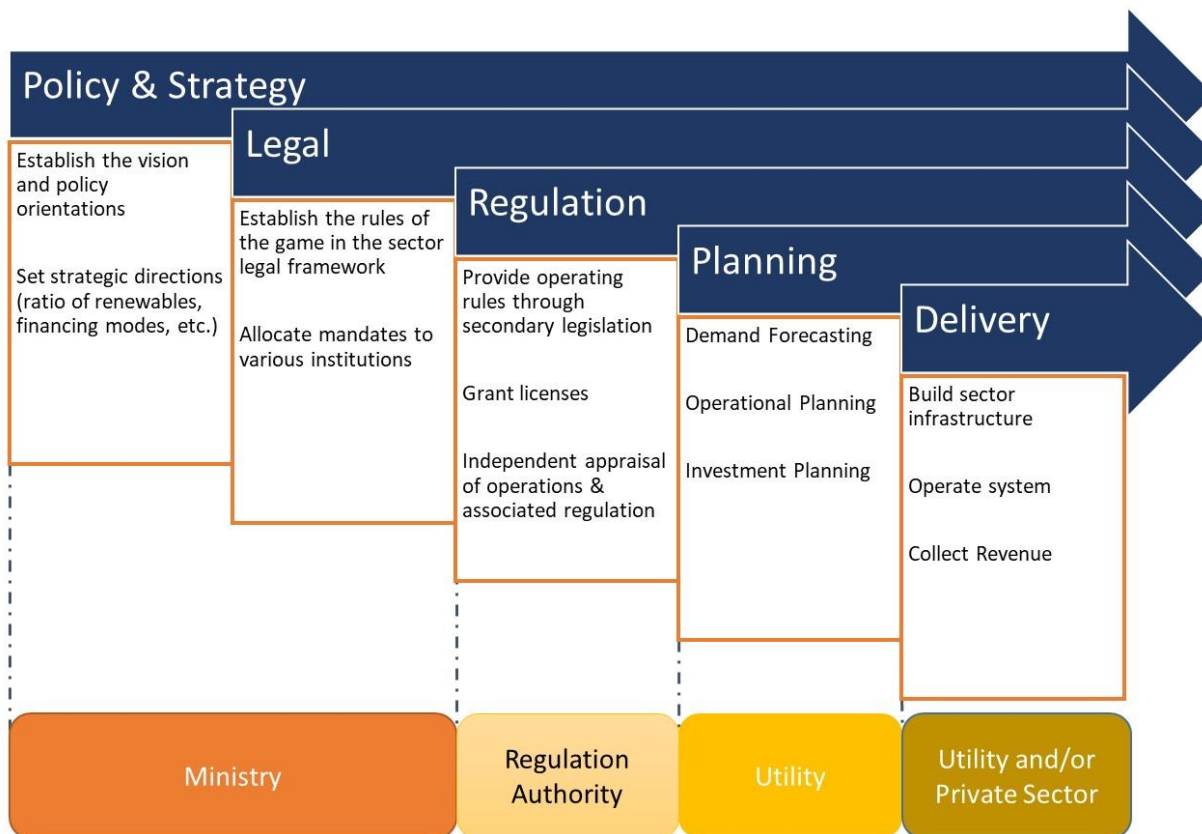 Policy & Strategy
Establish the vision
and policy
orientations
Set strategic directions
(ratio of renewables,
financing modes, etc.)
Legal
Establish the rules of
the game in the sector
legal framework
Allocate mandates to
various institutions
Regulation
Provide operating
rules through
secondary legislation
Grant licenses
Independent appraisal
of operations &
associated regulation
Planning
Demand Forecasting
Operational Planning
Investment Planning
Delivery
Build sector
infrastructure
Operate system
Collect Revenue
Ministry
Regulation
Authority
Utility
Utility and/or
Private Sector